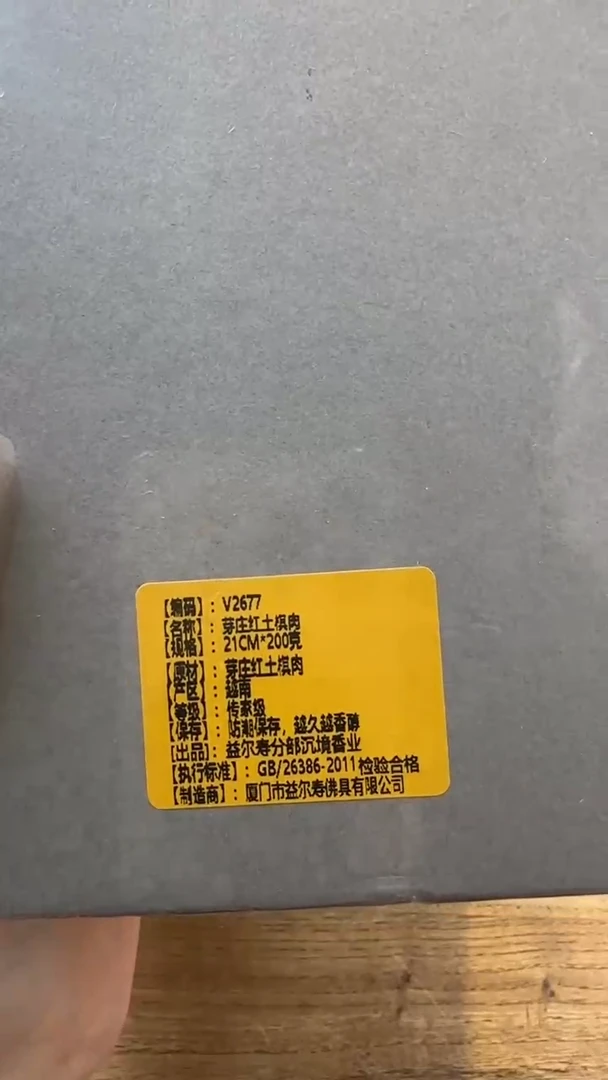 【编码】：V2677
【名称】：芽庄红土棋肉
【规格】：21CM*200克
【原材】：芽庄红土棋肉
【产区】：越南
【等级】：传家级
【保存】：防潮保存，越久越香醇
【出品】：益尔寿分部沉境香业
【执行标准】：GB/26386-2011检验合格
【制造商】：厦门市益尔寿佛具有限公司